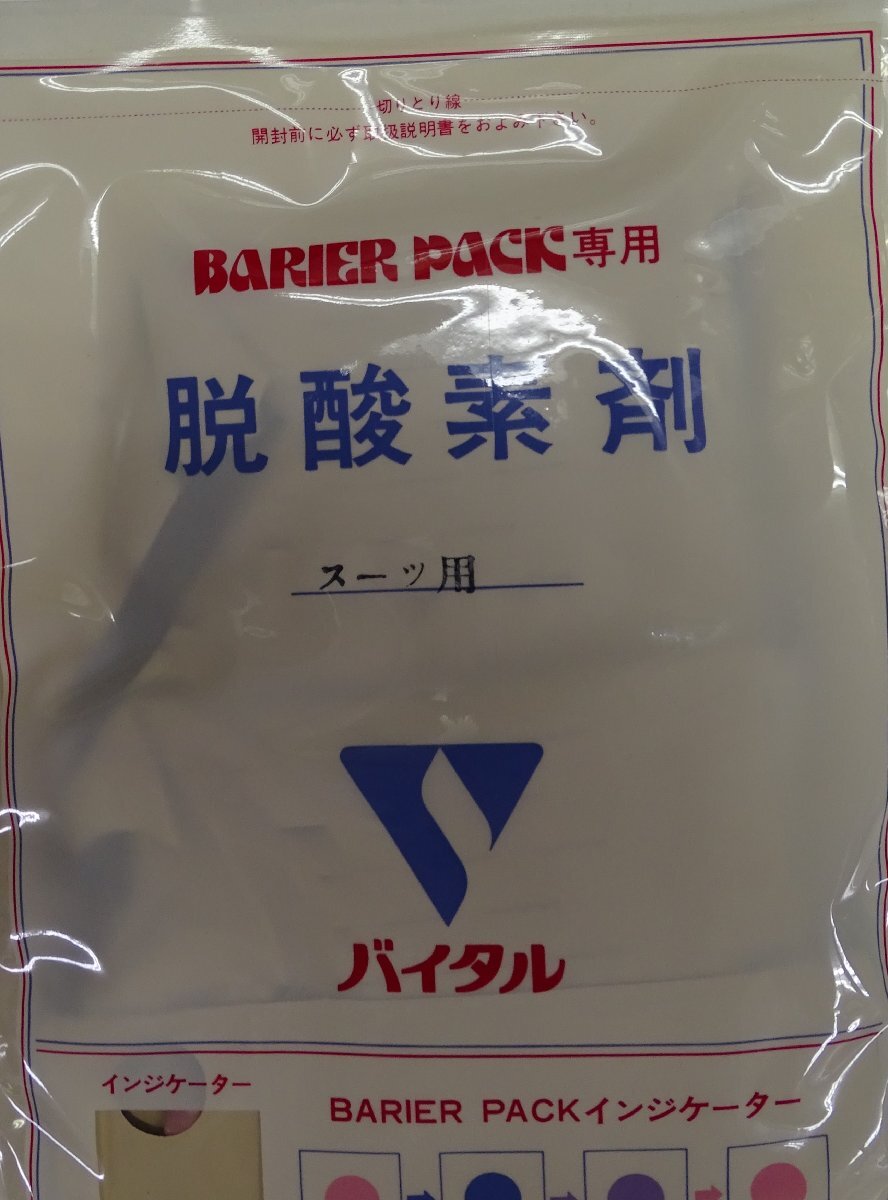 切りとり線
開封前に必ず取扱説明書をおよみ下さい。
BARIER PACK専用
脱酸素剤
スーツ用
バイタル
インジケーター
BARIER PACKインジケーター